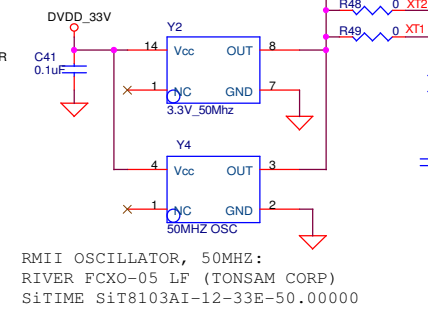 R48 0 XT2
DVDD_33V
Y2
R49 0 XT1
R
C41
0.1uF
14 Vcc OUT 8
1 NC GND 7
3.3V_50Mhz
Y4
4 Vcc OUT 3
1 NC GND 2
50MHZ OSC
RMII OSCILLATOR, 50MHZ:
RIVER FCXO-05 LF (TONSAM CORP)
SiTIME SiT8103AI-12-33E-50.00000